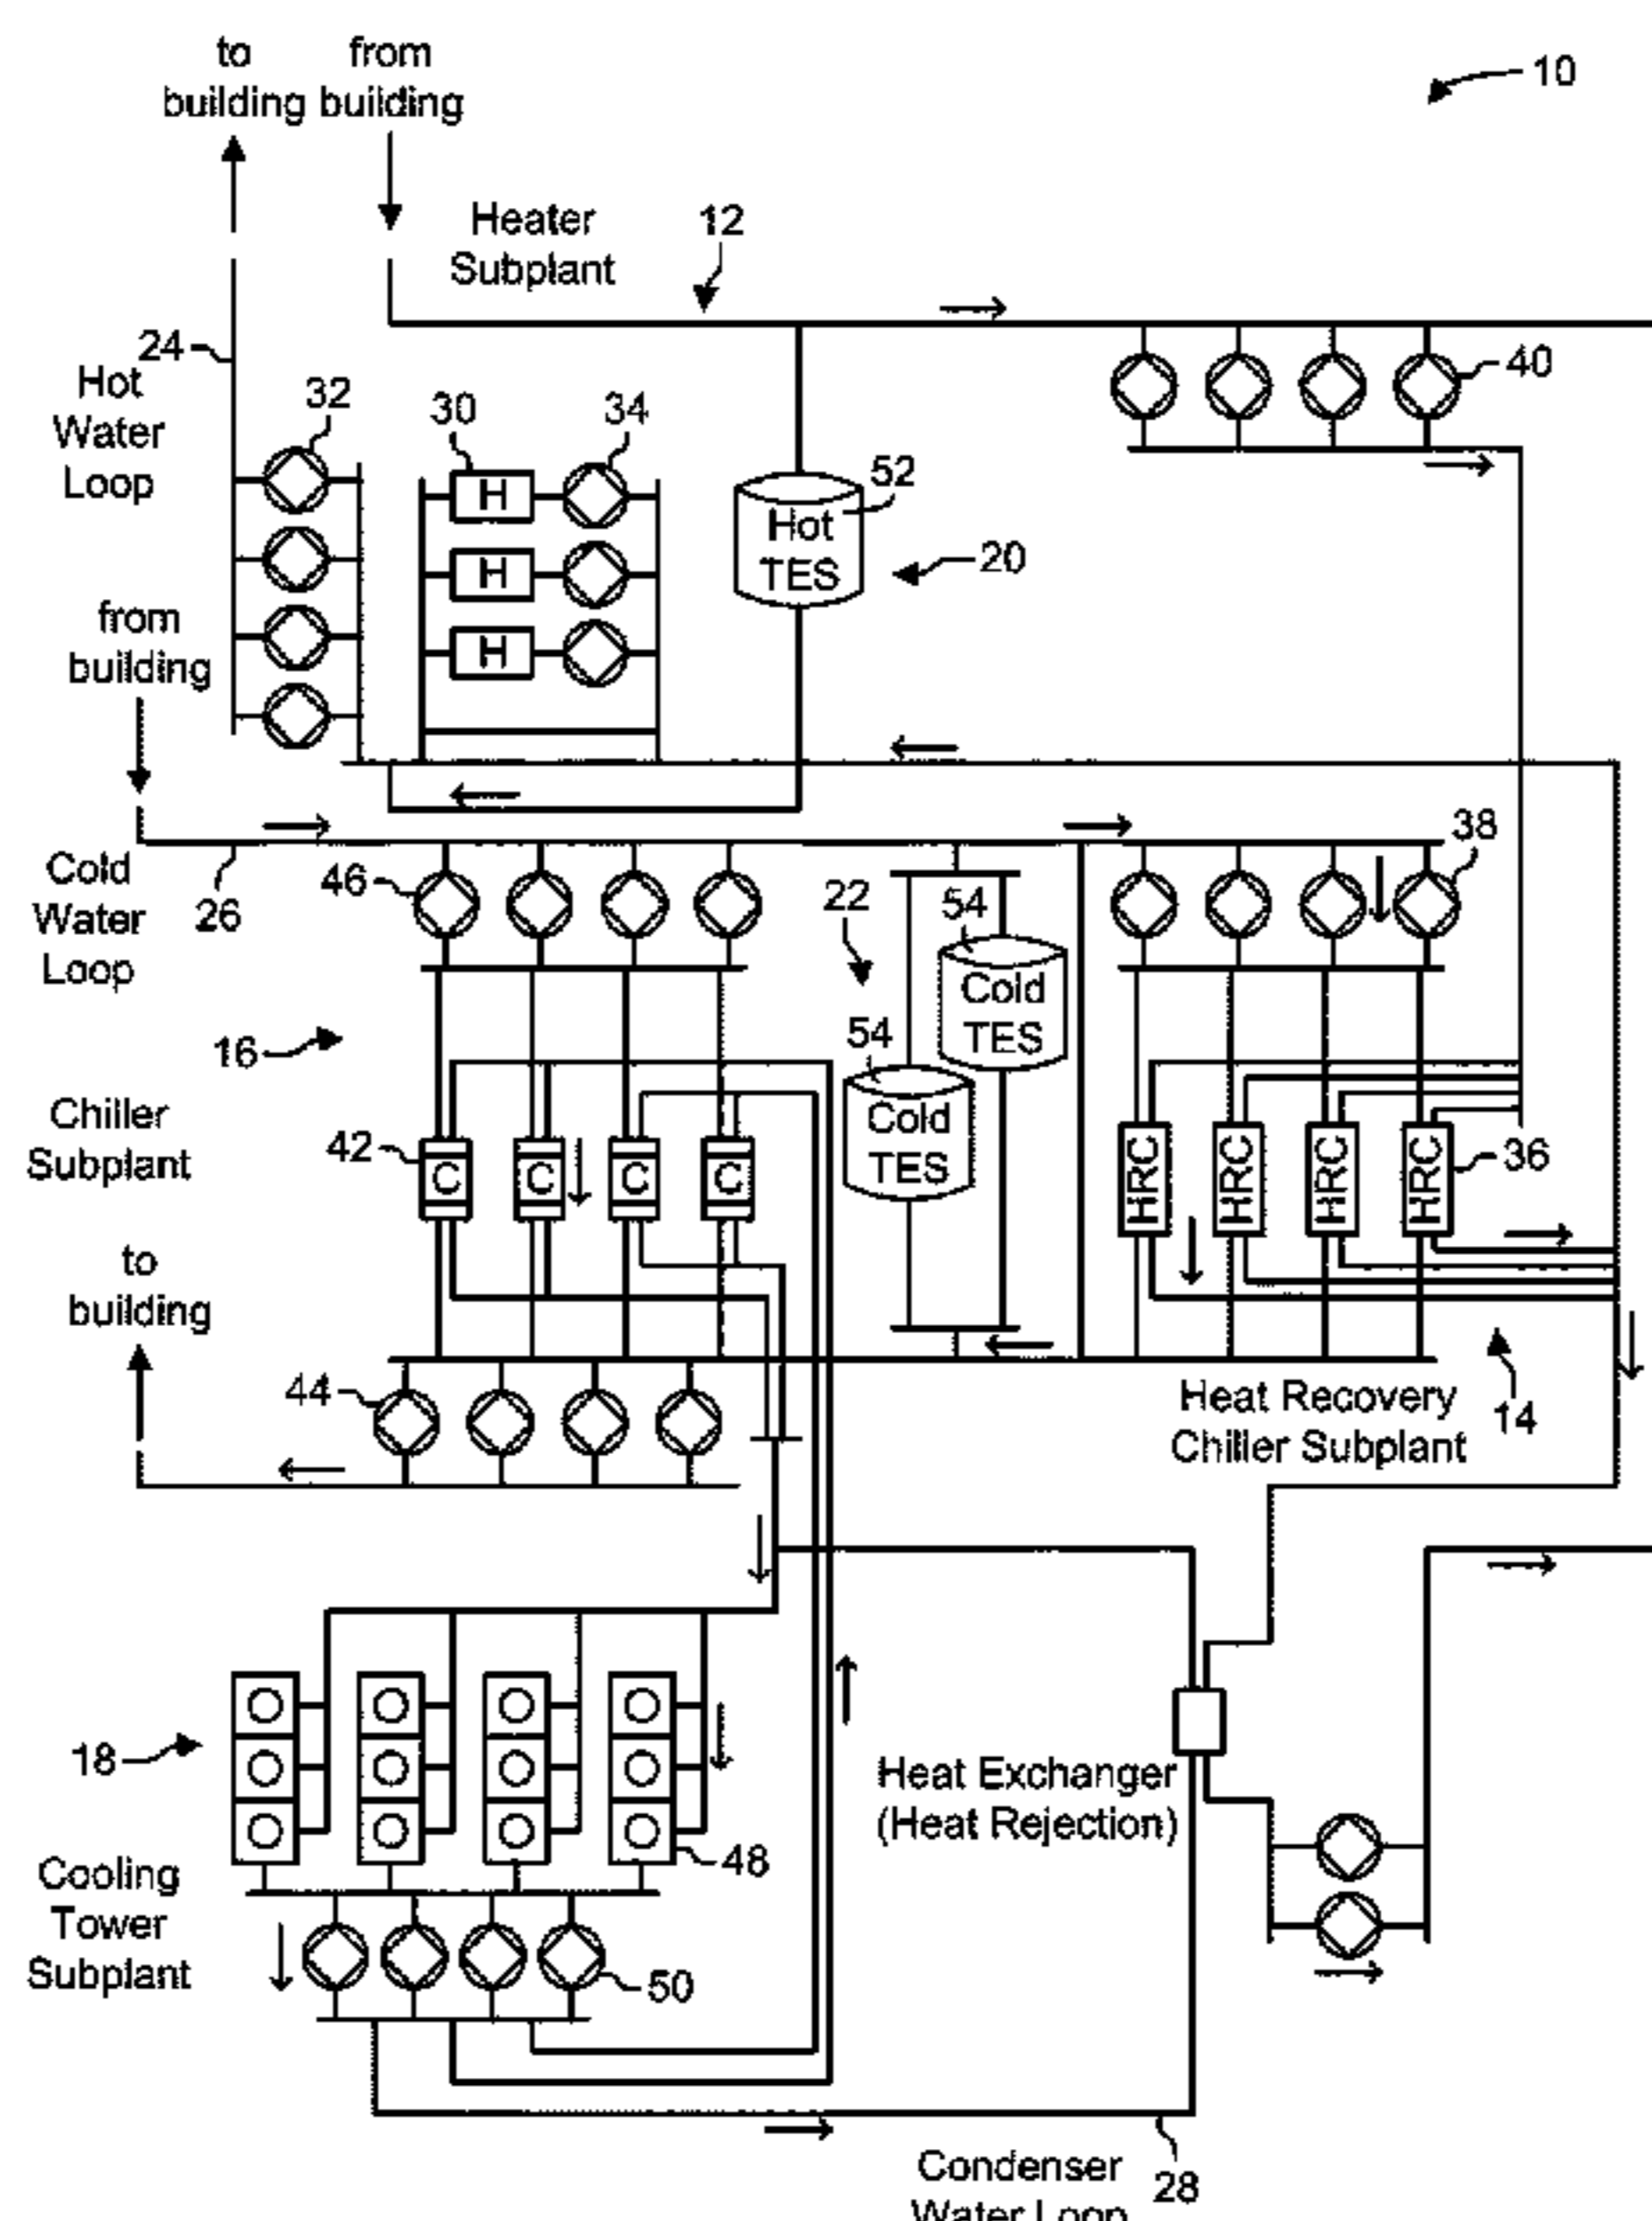 to from
building building
10
Heater
Subplant
12
24
Hot
Water
Loop
32
30
34
40
H
H
H
Hot
TES
52
20
from
building
38
Cold
Water
Loop
26
46
22
54
Cold
TES
54
Cold
TES
16
Chiller
Subplant
42
C
C
C
C
HRC
HRC
HRC
HRC
36
to
building
44
Heat Recovery
Chiller Subplant
14
18
Heat Exchanger
(Heat Rejection)
48
Cooling
Tower
Subplant
50
Condenser
Water Loop
28